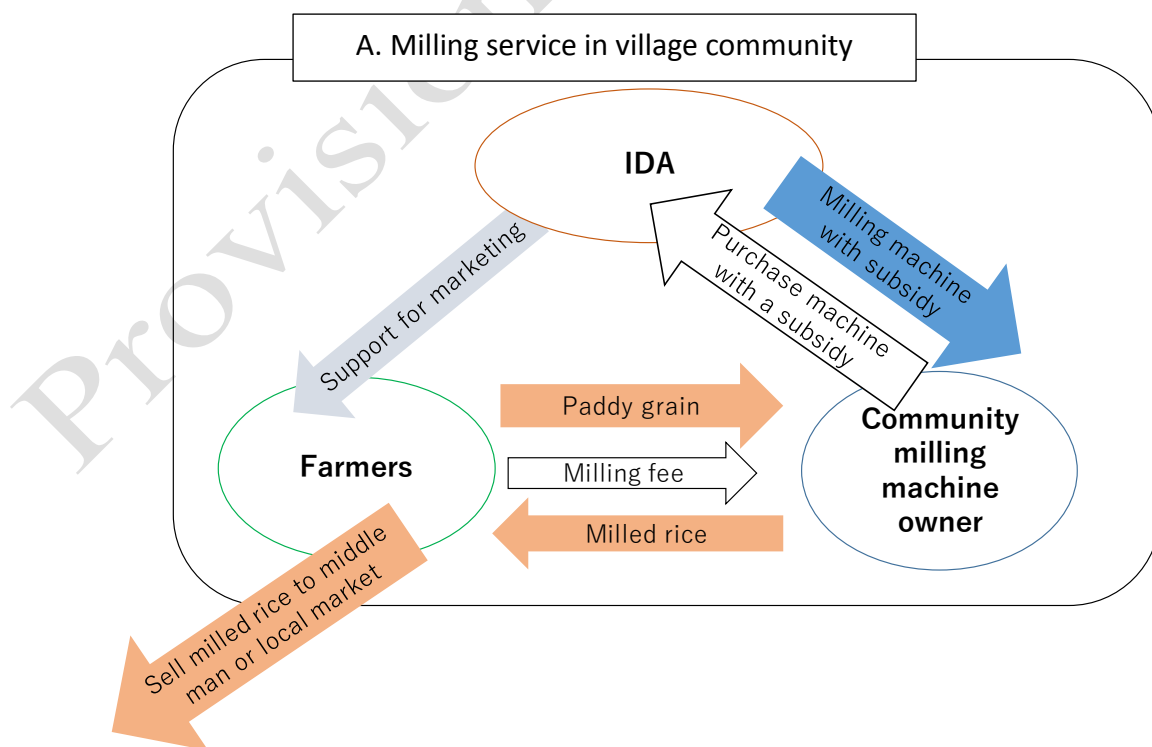 A. Milling service in village community
Provision
IDA
Milling machine
with subsidy
Purchase machine
with a subsidy
Support for marketing
Paddy grain
Farmers
Milling fee
Milled rice
Community
milling
machine
owner
Sell milled rice to middle
man or local market